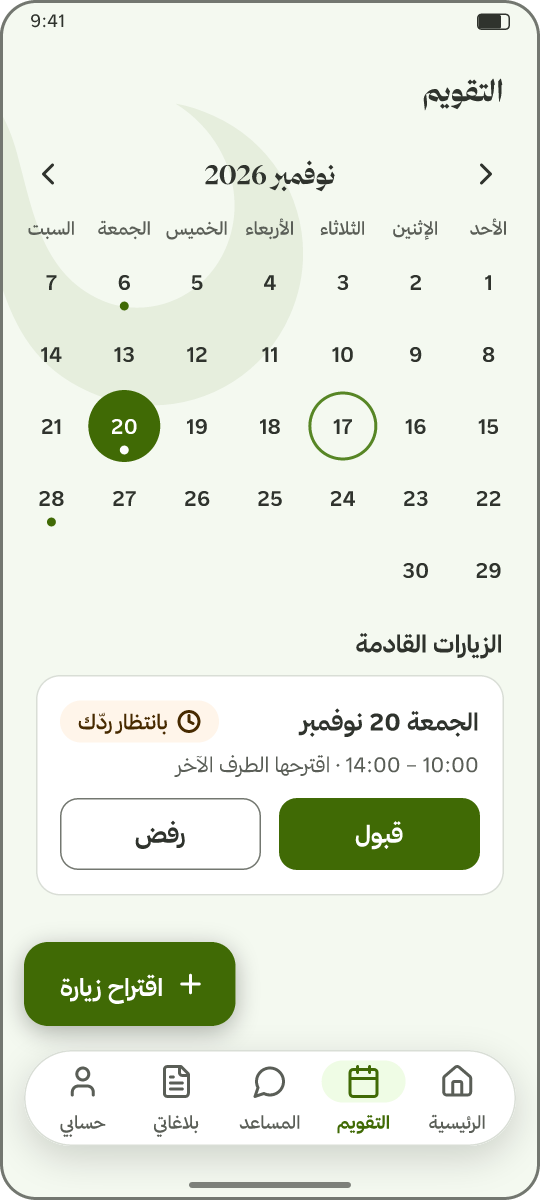 9:41
التقويم
نوفمبر 2026
الأحد الإثنين الثلاثاء الأربعاء الخميس الجمعة السبت
1 2 3 4 5 6 7
8 9 10 11 12 13 14
15 16 17 18 19 20 21
22 23 24 25 26 27 28
29 30
الزيارات القادمة
الجمعة 20 نوفمبر
بانتظار ردّك
10:00 – 14:00 · اقترحها الطرف الآخر
قبول
رفض
اقتراح زيارة
الرئيسية التقويم المساعد بلاغاتي حسابي